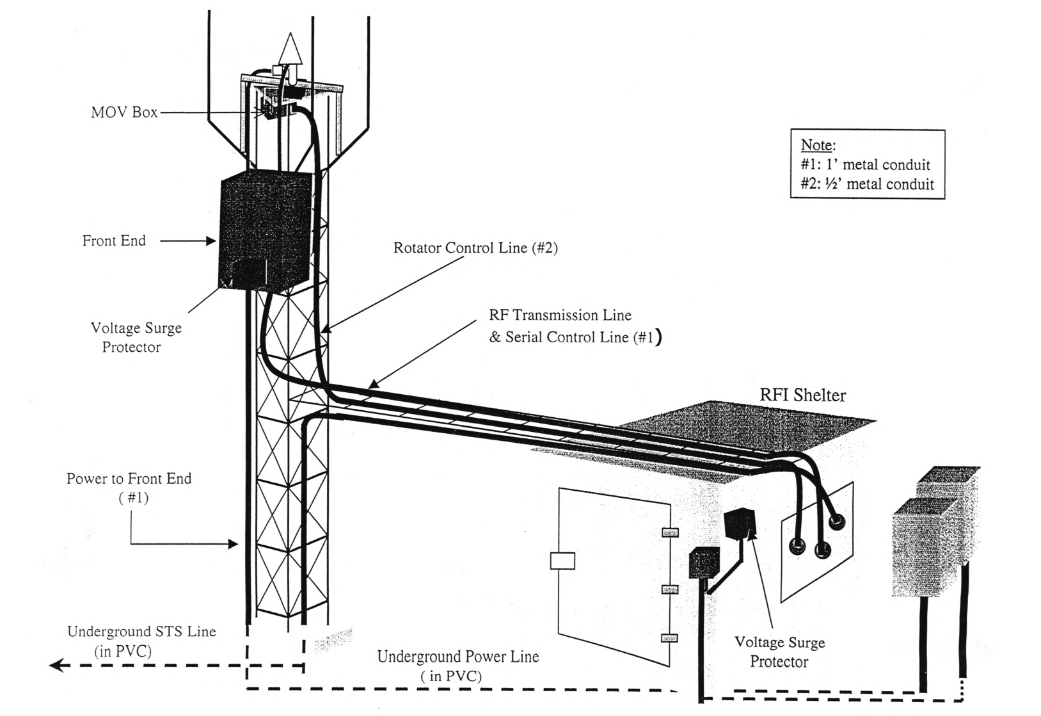 MOV Box
Note:
#1: 1' metal conduit
#2: ½' metal conduit
Front End
Rotator Control Line (#2)
RF Transmission Line
& Serial Control Line (#1)
Voltage Surge
Protector
RFI Shelter
Power to Front End
( #1)
Underground STS Line
(in PVC)
Underground Power Line
( in PVC)
Voltage Surge
Protector